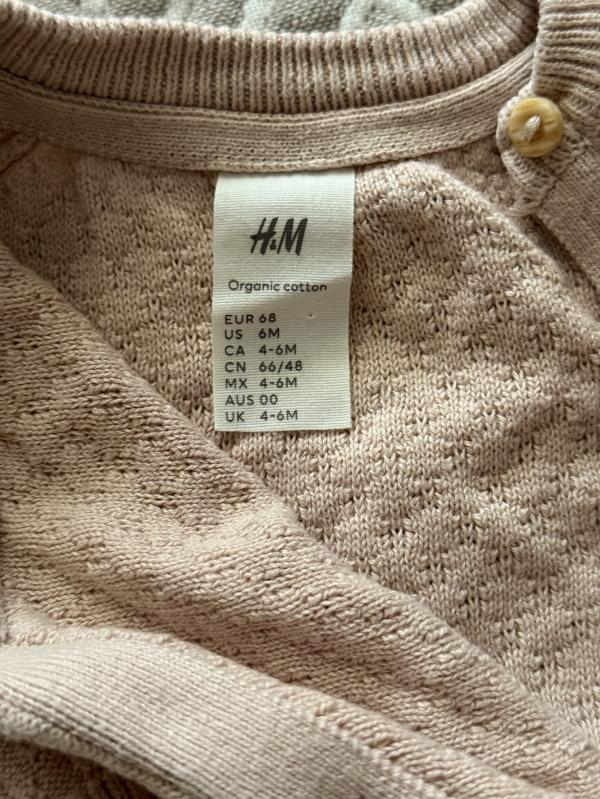 H&M
Organic cotton
EUR 68
US 6M
CA 4-6M
CN 66/48
MX 4-6M
AUS 00
UK 4-6M